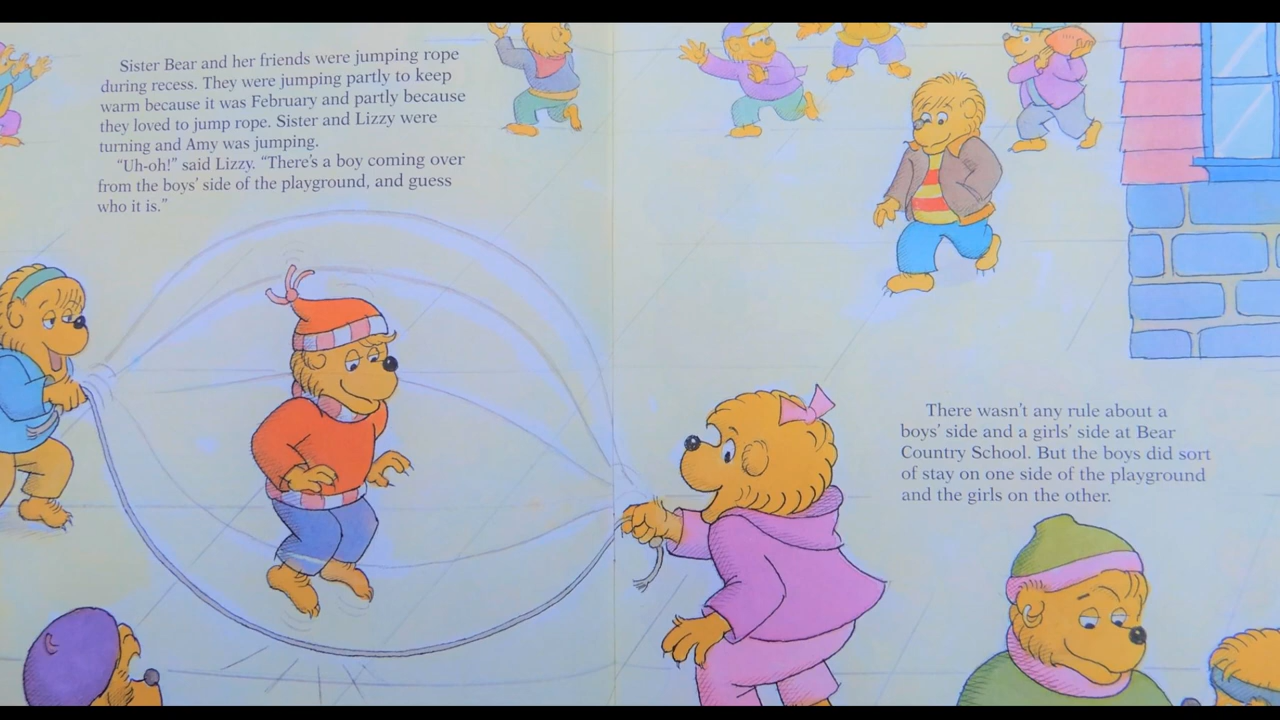 Sister Bear and her friends were jumping rope
during recess. They were jumping partly to keep
warm because it was February and partly because
they loved to jump rope. Sister and Lizzy were
turning and Amy was jumping.
“Uh-oh!” said Lizzy. “There’s a boy coming over
from the boys’ side of the playground, and guess
who it is.”
There wasn’t any rule about a
boys’ side and a girls’ side at Bear
Country School. But the boys did sort
of stay on one side of the playground
and the girls on the other.